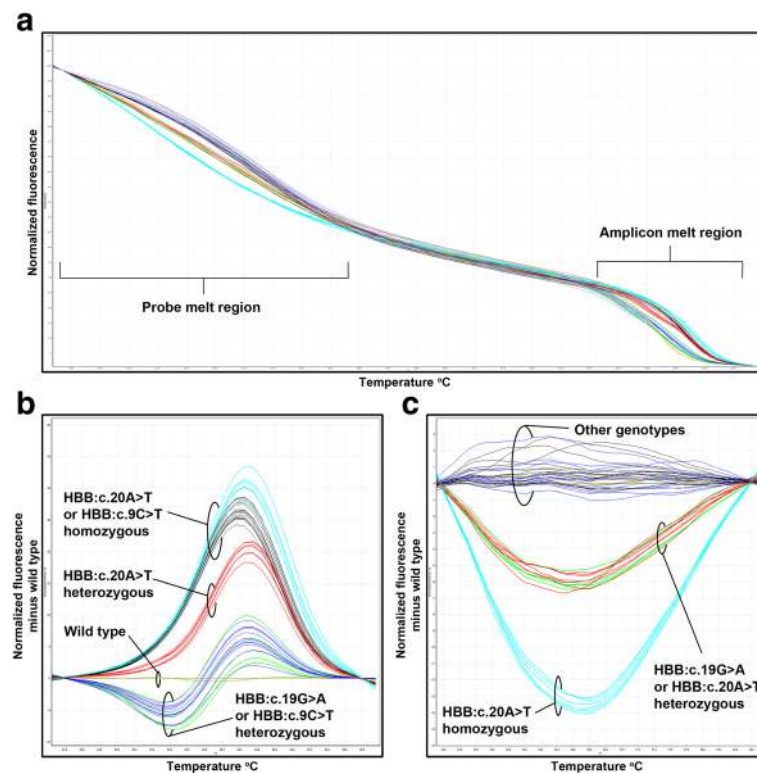 a
Normalized fluorescence
Probe melt region
Amplicon melt region
Temperature °C
b
Normalized fluorescence
minus wild type
HBB:c.20A>T
or HBB:c.9C>T
homozygous
HBB:c.20A>T
heterozygous
Wild type
HBB:c.19G>A
or HBB:c.9C>T
heterozygous
Temperature °C
c
Normalized fluorescence
minus wild type
Other genotypes
HBB:c.19G>A
or HBB:c.20A>T
heterozygous
HBB:c.20A>T
homozygous
Temperature °C